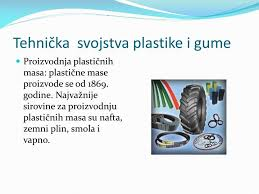 Tehnička svojstva plastike i gume
Proizvodnja plastičnih
masa: plastične mase
proizvode se od 1869.
godine. Najvažnije
sirovine za proizvodnju
plastičnih masa su nafta,
zemni plin, smola i
vapno.